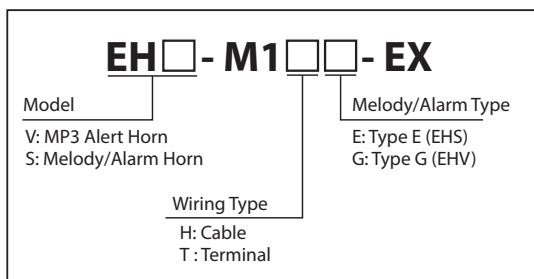 EH□-M1□□-EX
Model
V: MP3 Alert Horn
S: Melody/Alarm Horn
Melody/Alarm Type
E: Type E (EHS)
G: Type G (EHV)
Wiring Type
H: Cable
T : Terminal